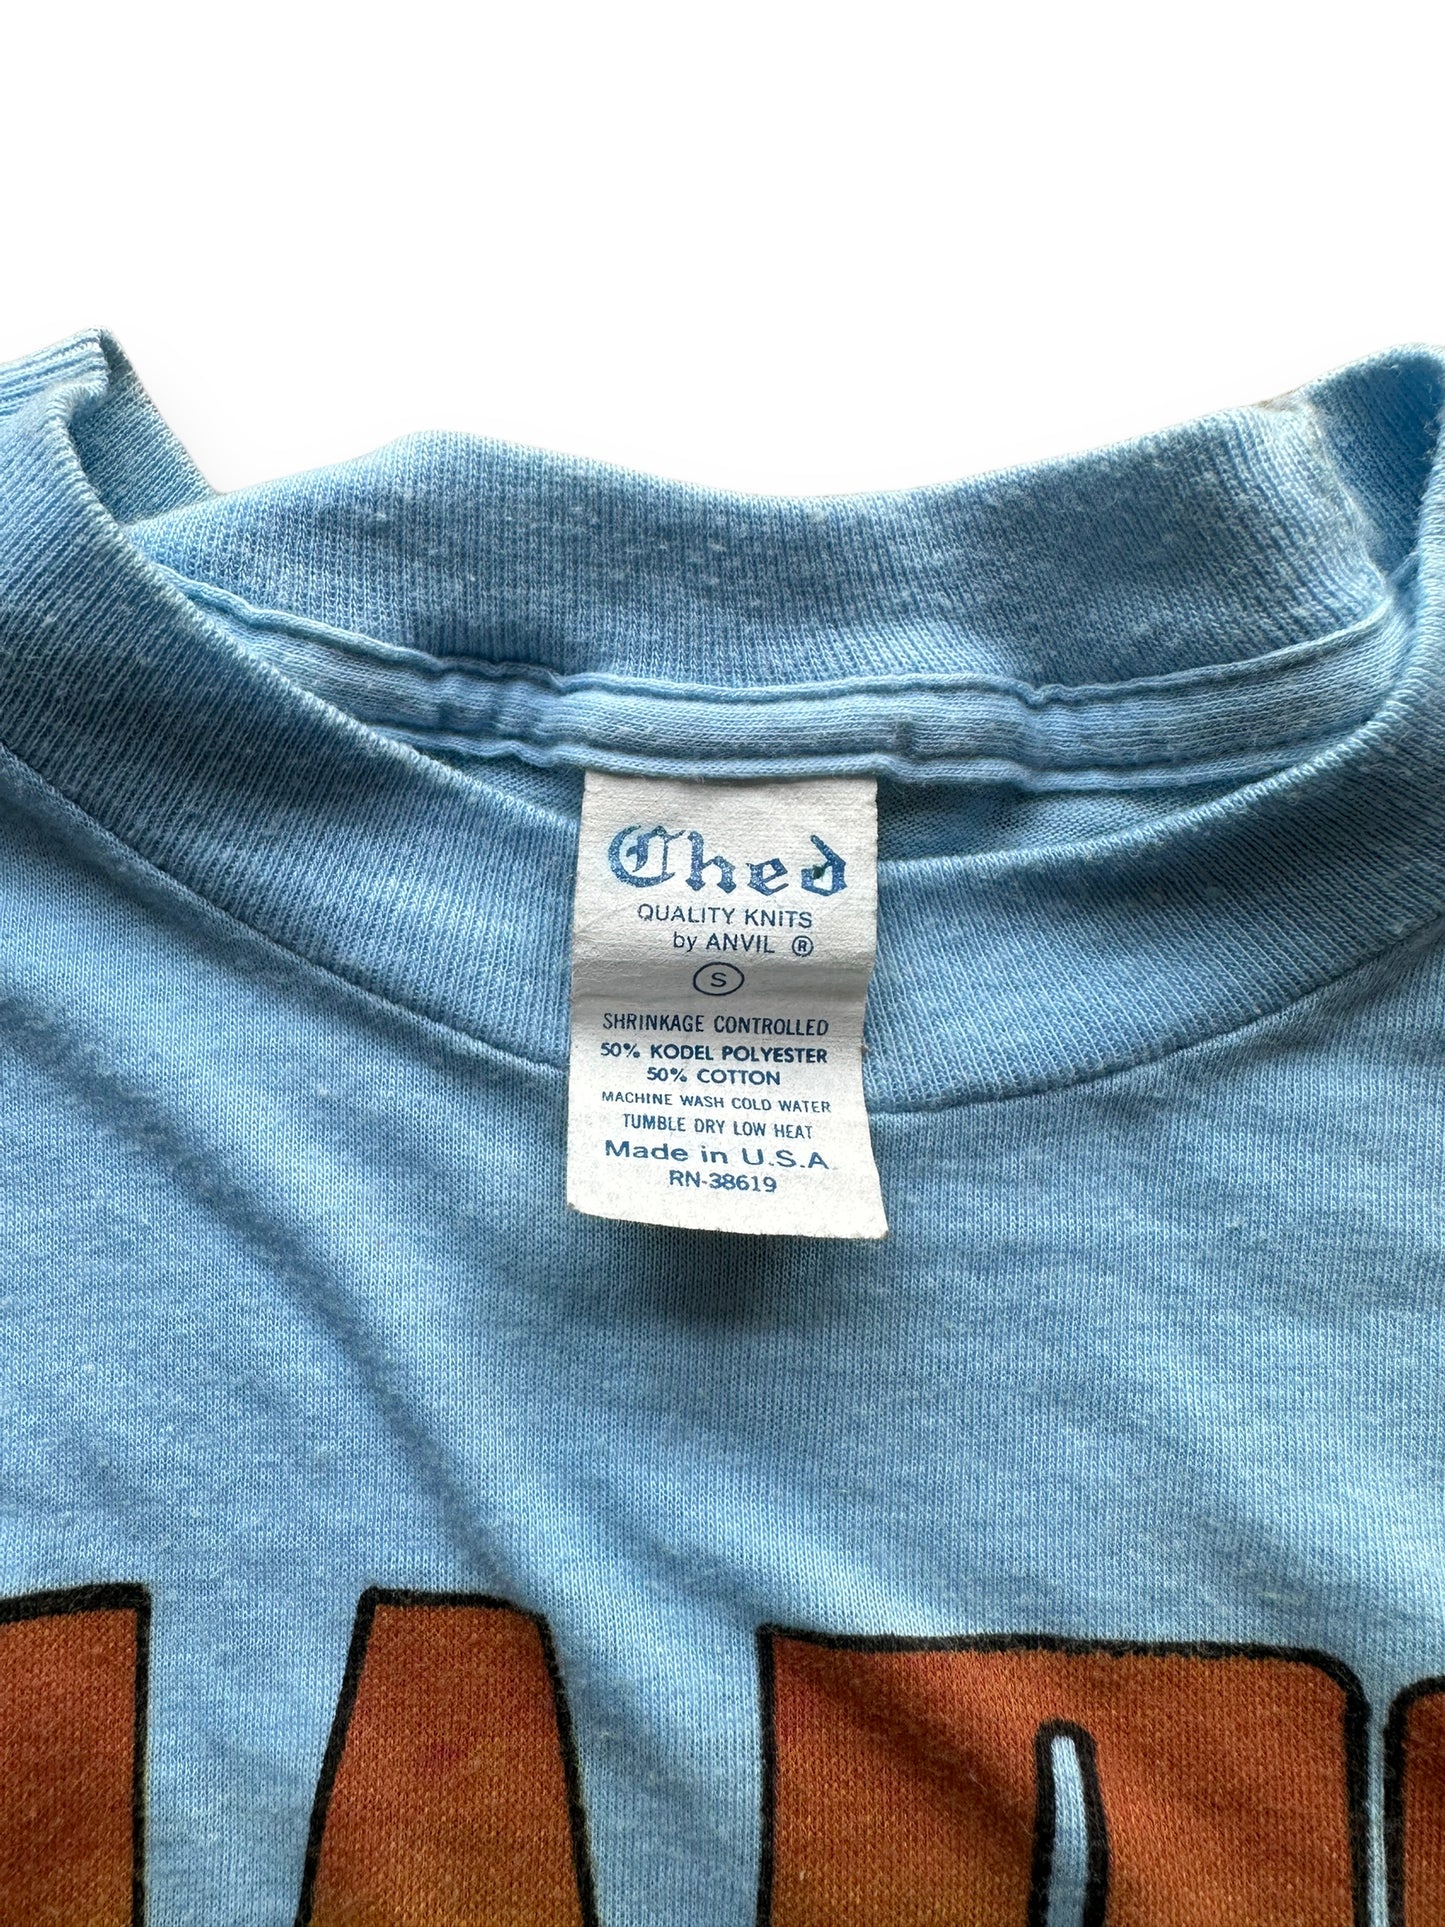 Ched
QUALITY KNITS
by ANVIL ®
S
SHRINKAGE CONTROLLED
50% KODEL POLYESTER
50% COTTON
MACHINE WASH COLD WATER
TUMBLE DRY LOW HEAT
Made in U.S.A.
RN-38619